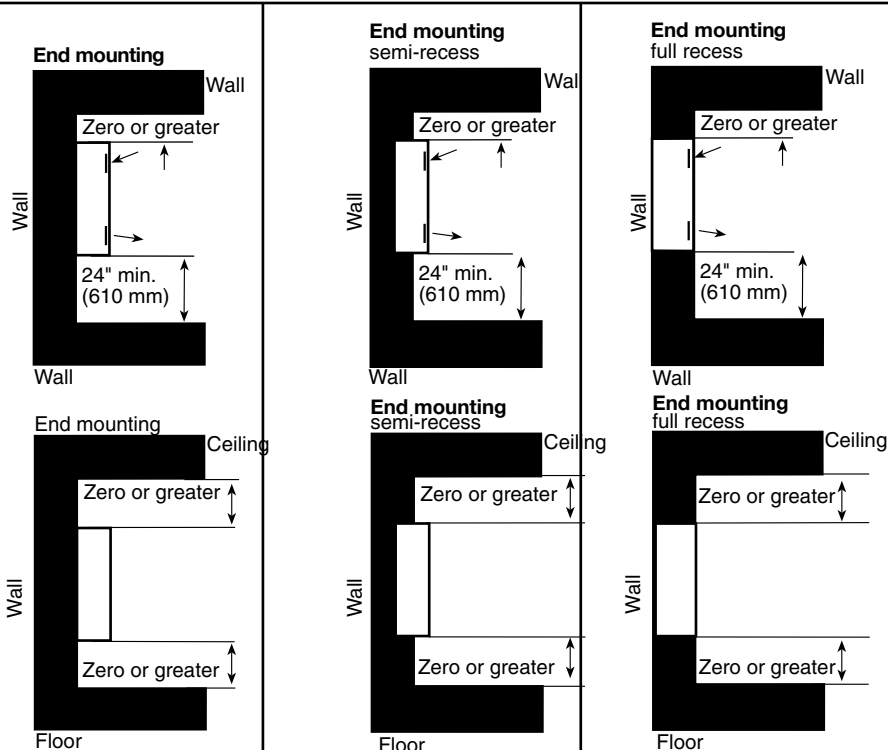 End mounting
Wall
Zero or greater
Wall
24" min.
(610 mm)
Wall
End mounting
semi-recess
Wall
Zero or greater
24" min.
(610 mm)
Wall
End mounting
full recess
Wall
Zero or greater
Wall
24" min.
(610 mm)
Wall
End mounting
Ceiling
Zero or greater
Wall
Zero or greater
Floor
End mounting
semi-recess
Ceiling
Zero or greater
Wall
Zero or greater
Floor
End mounting
full recess
Ceiling
Zero or greater
Wall
Zero or greater
Floor